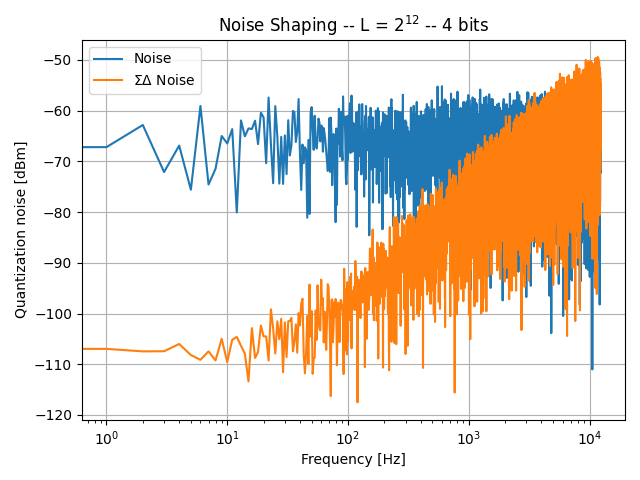 Noise Shaping -- L = 2¹² -- 4 bits
Noise
ΣΔ Noise
Quantization noise [dBm]
−50
−60
−70
−80
−90
−100
−110
−120
10⁰ 10¹ 10² 10³ 10⁴
Frequency [Hz]